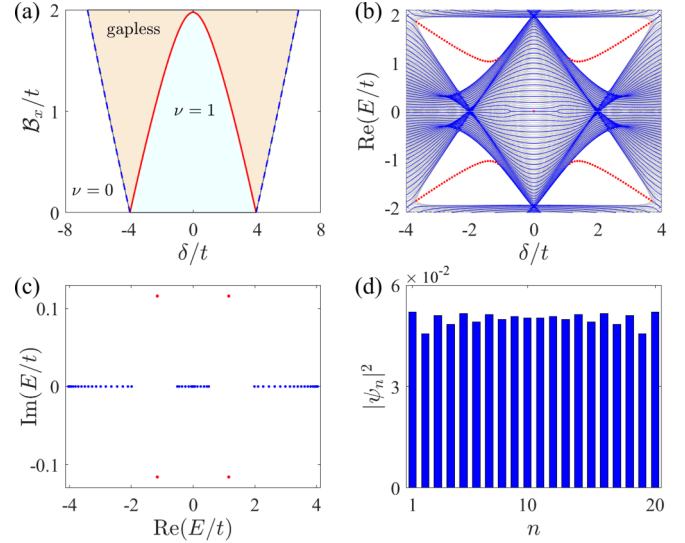 (a)
2
1
0
ℬₓ/t
gapless
ν = 1
ν = 0
-8 -4 0 4 8
δ/t
(b)
2
1
0
-1
-2
Re(E/t)
-4 -2 0 2 4
δ/t
(c)
0.1
0
-0.1
Im(E/t)
-4 -2 0 2 4
Re(E/t)
(d)
× 10⁻²
6
3
0
|ψₙ|²
1 10 20
n